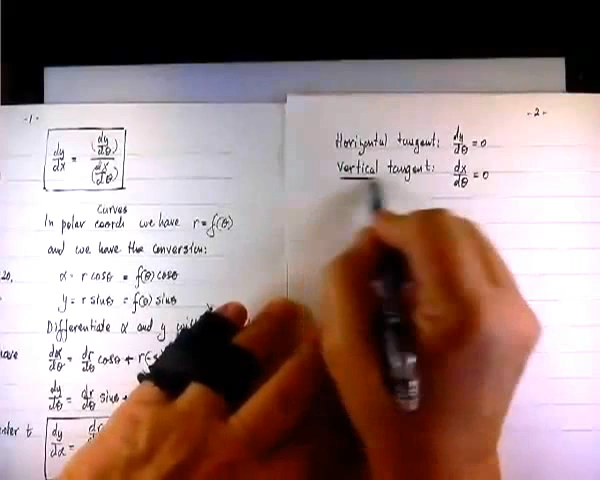 -1-
dy/dx = (dy/dθ)/(dx/dθ)
Curves
In polar coords we have r = f(θ)
and we have the conversion:
20,
x = r cosθ = f(θ) cosθ
y = r sinθ = f(θ) sinθ
Differentiate x and y
have
dx/dθ = dr/dθ cosθ + r(-s
dy/dθ = dr/dθ sinθ +
dy/dx =
-2-
Horizontal tangent: dy/dθ = 0
Vertical tangent: dx/dθ = 0